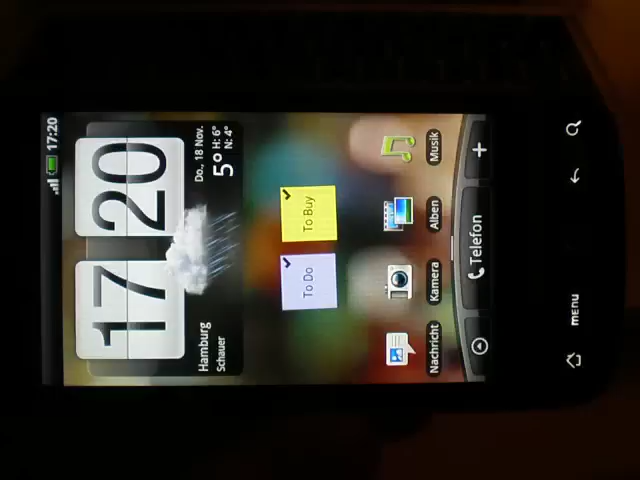 17:20
17 20
Hamburg
Schauer
Do., 18 Nov.
5° H: 6°
N: 4°
To Do
To Buy
Nachricht
Kamera
Alben
Musik
Telefon
MENU